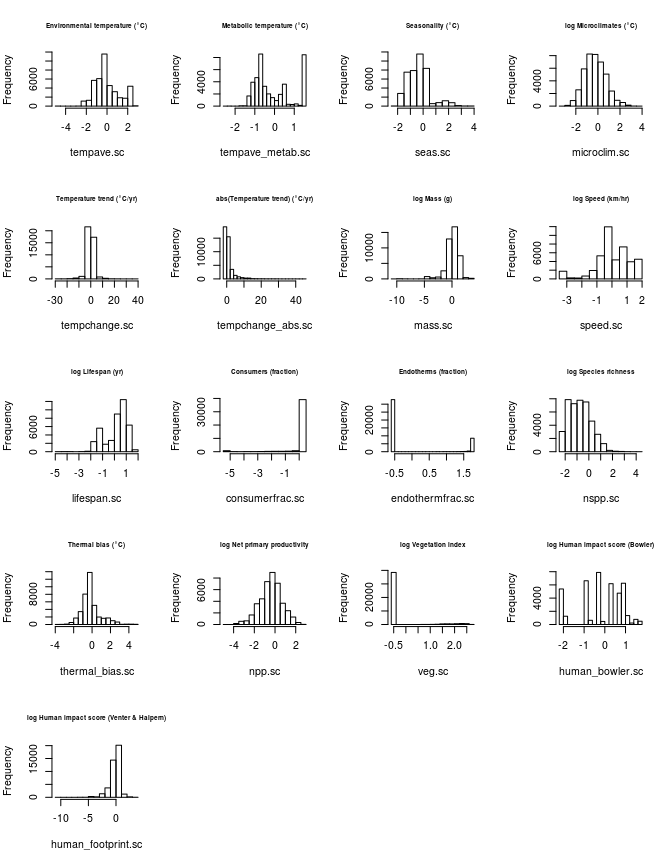 Environmental temperature (°C)
Frequency
0 6000
-4 -2 0 2
tempave.sc
Metabolic temperature (°C)
Frequency
0 4000
-2 -1 0 1
tempave_metab.sc
Seasonality (°C)
Frequency
0 6000
-2 0 2 4
seas.sc
log Microclimates (°C)
Frequency
0 4000
-2 0 2 4
microclim.sc
Temperature trend (°C/yr)
Frequency
0 15000
-30 0 20 40
tempchange.sc
abs(Temperature trend) (°C/yr)
Frequency
0 10000
0 20 40
tempchange_abs.sc
log Mass (g)
Frequency
0 10000
-10 -5 0
mass.sc
log Speed (km/hr)
Frequency
0 6000
-3 -1 1 2
speed.sc
log Lifespan (yr)
Frequency
0 6000
-5 -3 -1 1
lifespan.sc
Consumers (fraction)
Frequency
0 30000
-5 -3 -1
consumerfrac.sc
Endotherms (fraction)
Frequency
0 20000
-0.5 0.5 1.5
endothermfrac.sc
log Species richness
Frequency
0 4000
-2 0 2 4
nspp.sc
Thermal bias (°C)
Frequency
0 8000
-4 0 2 4
thermal_bias.sc
log Net primary productivity
Frequency
0 6000
-4 -2 0 2
npp.sc
log Vegetation index
Frequency
0 20000
-0.5 1.0 2.0
veg.sc
log Human impact score (Bowler)
Frequency
0 4000
-2 -1 0 1
human_bowler.sc
log Human impact score (Venter & Halpern)
Frequency
0 15000
-10 -5 0
human_footprint.sc